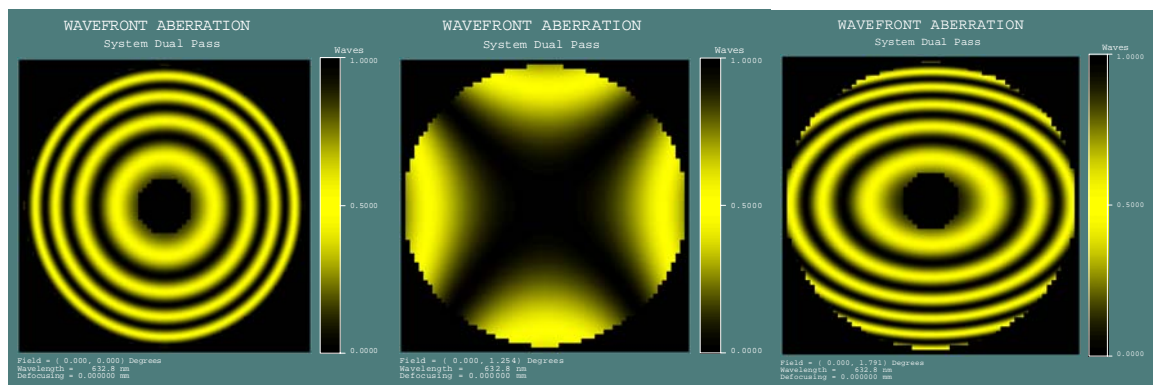 WAVEFRONT ABERRATION
System Dual Pass
Waves
1.0000
0.5000
0.0000
Field = ( 0.000, 0.000) Degrees
Wavelength = 632.8 nm
Defocusing = 0.000000 mm
WAVEFRONT ABERRATION
System Dual Pass
Waves
1.0000
0.5000
0.0000
Field = ( 0.000, 1.254) Degrees
Wavelength = 632.8 nm
Defocusing = 0.000000 mm
WAVEFRONT ABERRATION
System Dual Pass
Waves
1.0000
0.5000
0.0000
Field = ( 0.000, 1.791) Degrees
Wavelength = 632.8 nm
Defocusing = 0.000000 mm